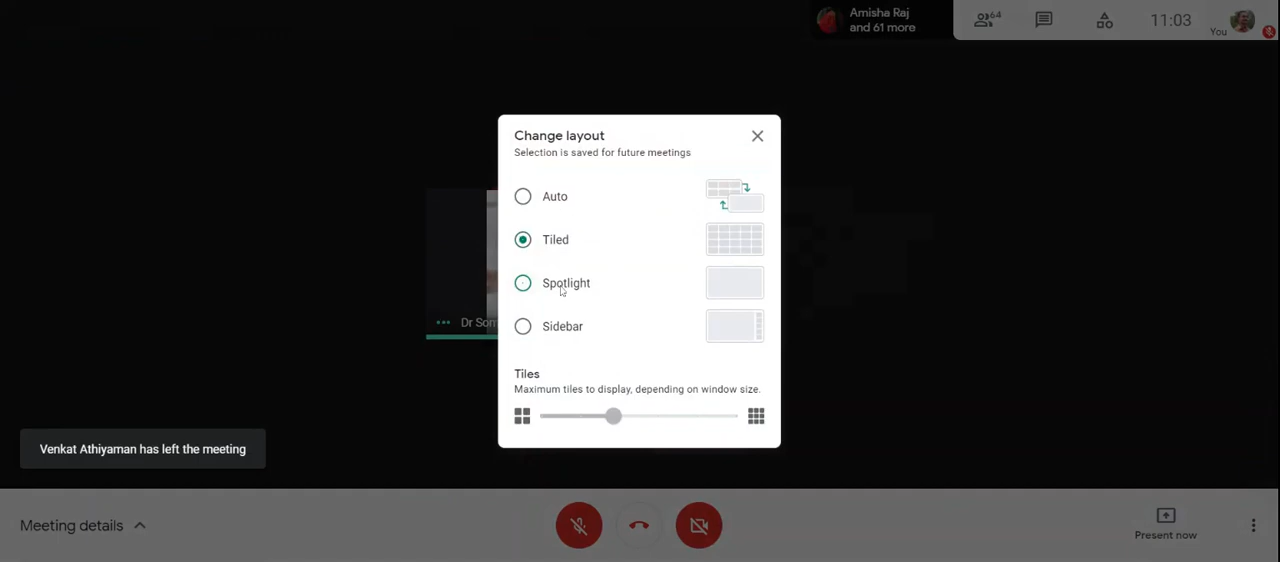 Amisha Raj
and 61 more
64
11:03
You
Change layout
Selection is saved for future meetings
Auto
Tiled
Spotlight
Sidebar
Dr
Tiles
Maximum tiles to display, depending on window size.
Venkat Athiyaman has left the meeting
Meeting details
Present now